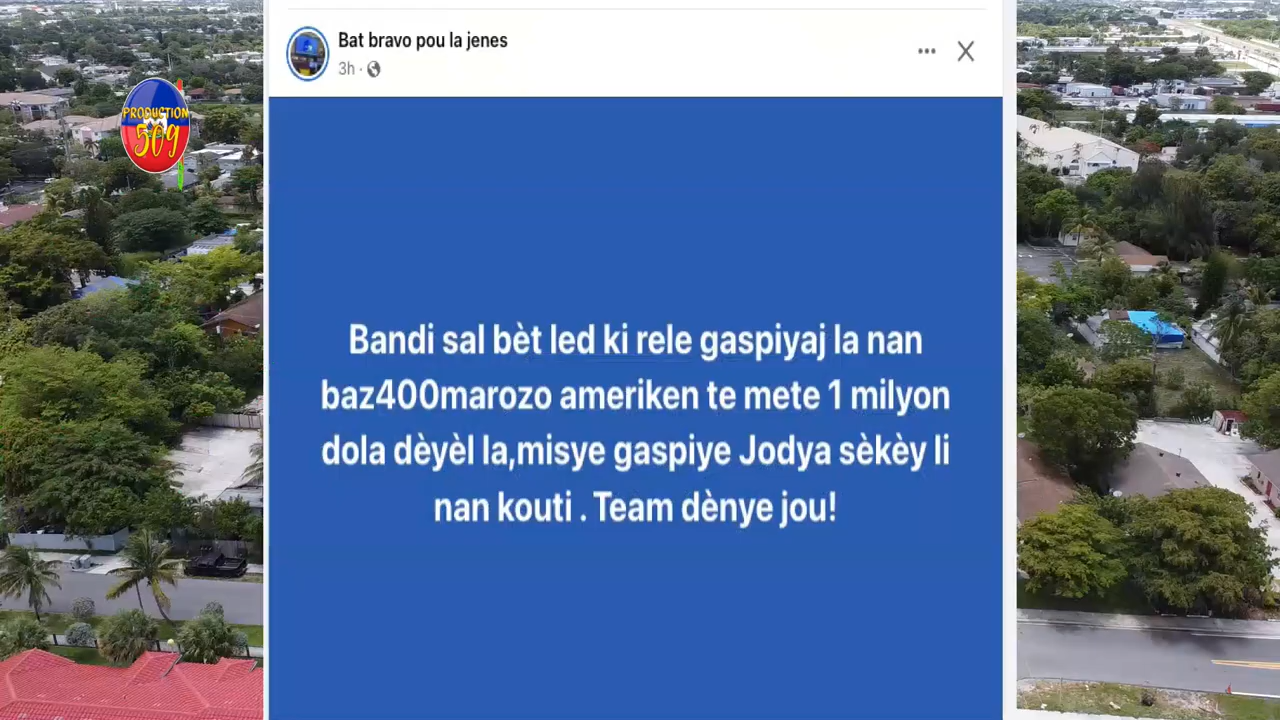 Bat bravo pou la jenes
3h ·
PRODUCTION
509
Bandi sal bèt led ki rele gaspiyaj la nan
baz400marozo ameriken te mete 1 milyon
dola dèyèl la,misye gaspiye Jodya sèkèy li
nan kouti . Team dènye jou!